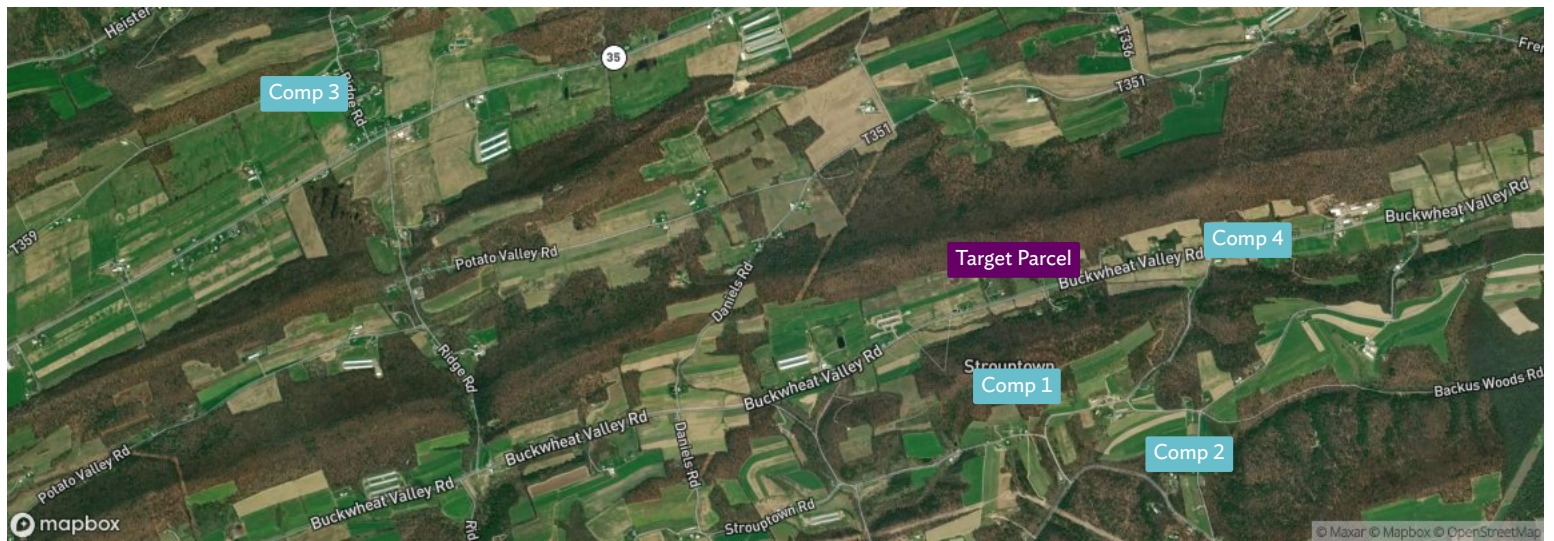 Heister
35
T336
Fre
Comp 3
Ridge Rd
T351
T351
T359
Buckwheat Valley Rd
Comp 4
Potato Valley Rd
Target Parcel
Buckwheat Valley Rd
Daniels Rd
Ridge Rd
Strouptown
Comp 1
Buckwheat Valley Rd
Backus Woods Rd
Buckwheat Valley Rd
Daniels Rd
Comp 2
Potato Valley Rd
Buckwheat Valley Rd
Strouptown Rd
Rid
mapbox
© Maxar © Mapbox © OpenStreetMap